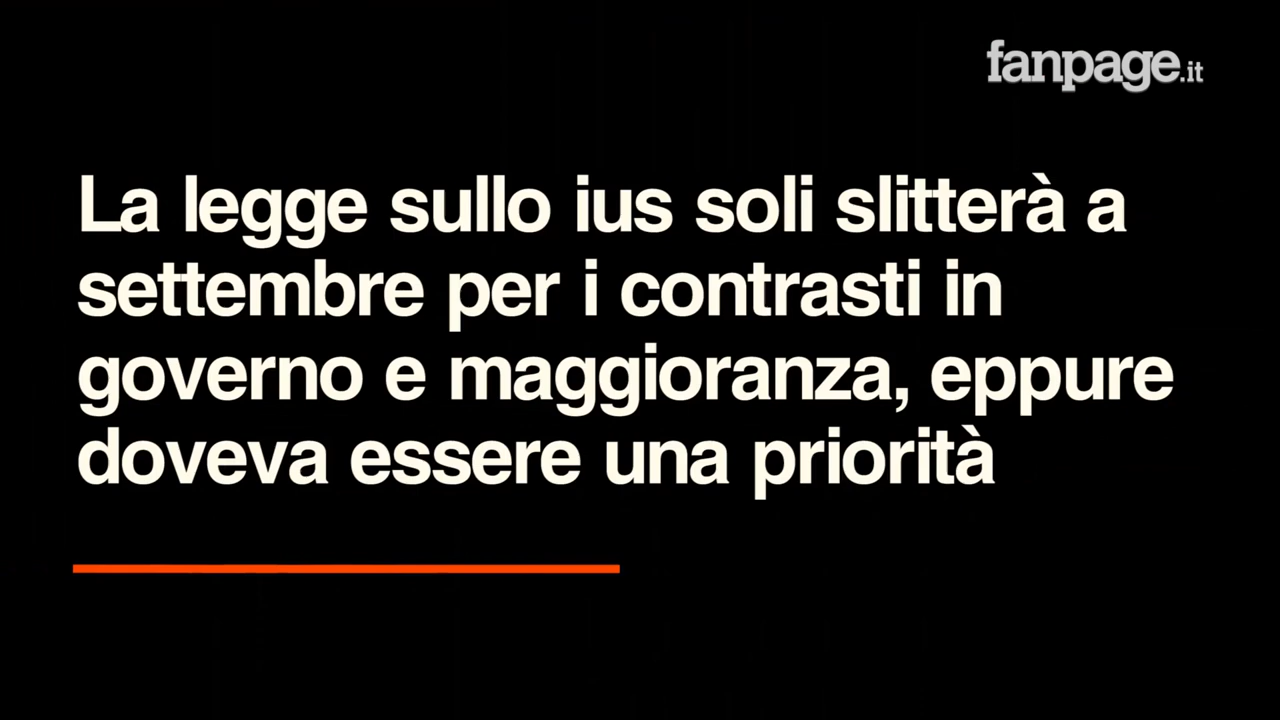 fanpage.it
La legge sullo ius soli slitterà a
settembre per i contrasti in
governo e maggioranza, eppure
doveva essere una priorità